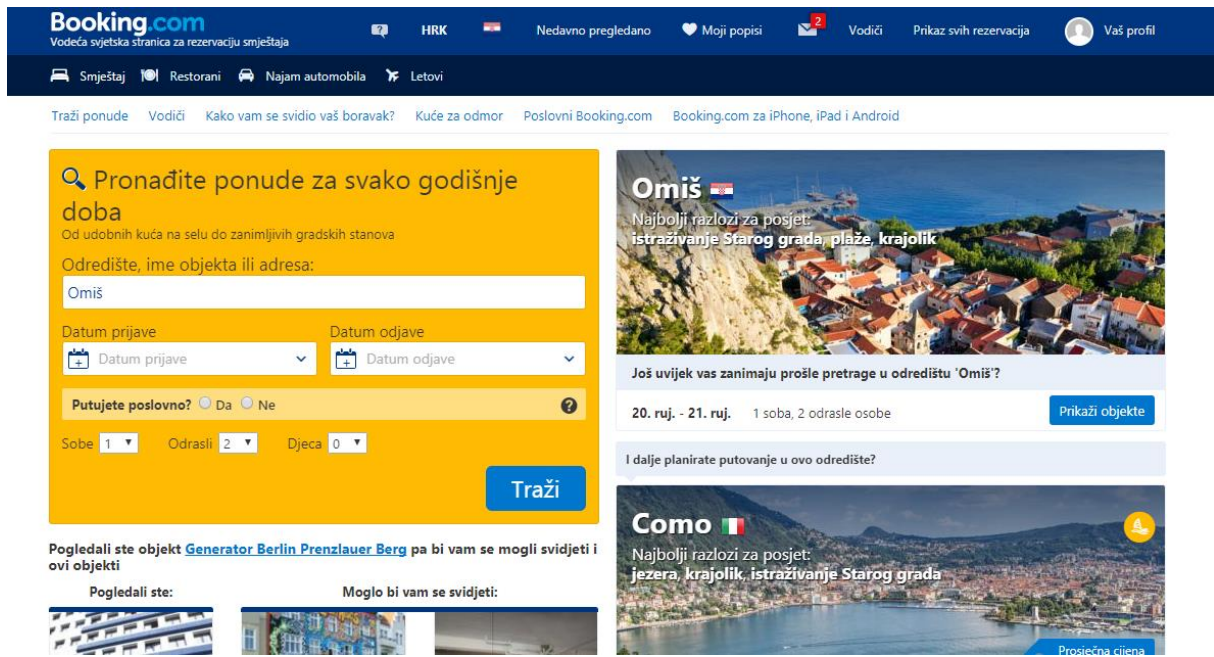 Booking.com
Vodeća svjetska stranica za rezervaciju smještaja
HRK
Nedavno pregledano
Moji popisi
2
Vodiči
Prikaz svih rezervacija
Vaš profil
Smještaj
Restorani
Najam automobila
Letovi
Traži ponude
Vodiči
Kako vam se svidio vaš boravak?
Kuće za odmor
Poslovni Booking.com
Booking.com za iPhone, iPad i Android
Pronađite ponude za svako godišnje
doba
Od udobnih kuća na selu do zanimljivih gradskih stanova
Odredište, ime objekta ili adresa:
Omiš
Datum prijave
Datum odjave
Datum prijave
Datum odjave
Putujete poslovno? Da Ne
Sobe 1 Odrasli 2 Djeca 0
Traži
Pogledali ste objekt Generator Berlin Prenzlauer Berg pa bi vam se mogli svidjeti i
ovi objekti
Pogledali ste:
Moglo bi vam se svidjeti:
Omiš
Najbolji razlozi za posjet:
istraživanje Starog grada, plaže, krajolik
Još uvijek vas zanimaju prošle pretrage u odredištu 'Omiš'?
20. ruj. - 21. ruj. 1 soba, 2 odrasle osobe
Prikaži objekte
I dalje planirate putovanje u ovo odredište?
Como
Najbolji razlozi za posjet:
jezera, krajolik, istraživanje Starog grada
Prosječna cijena